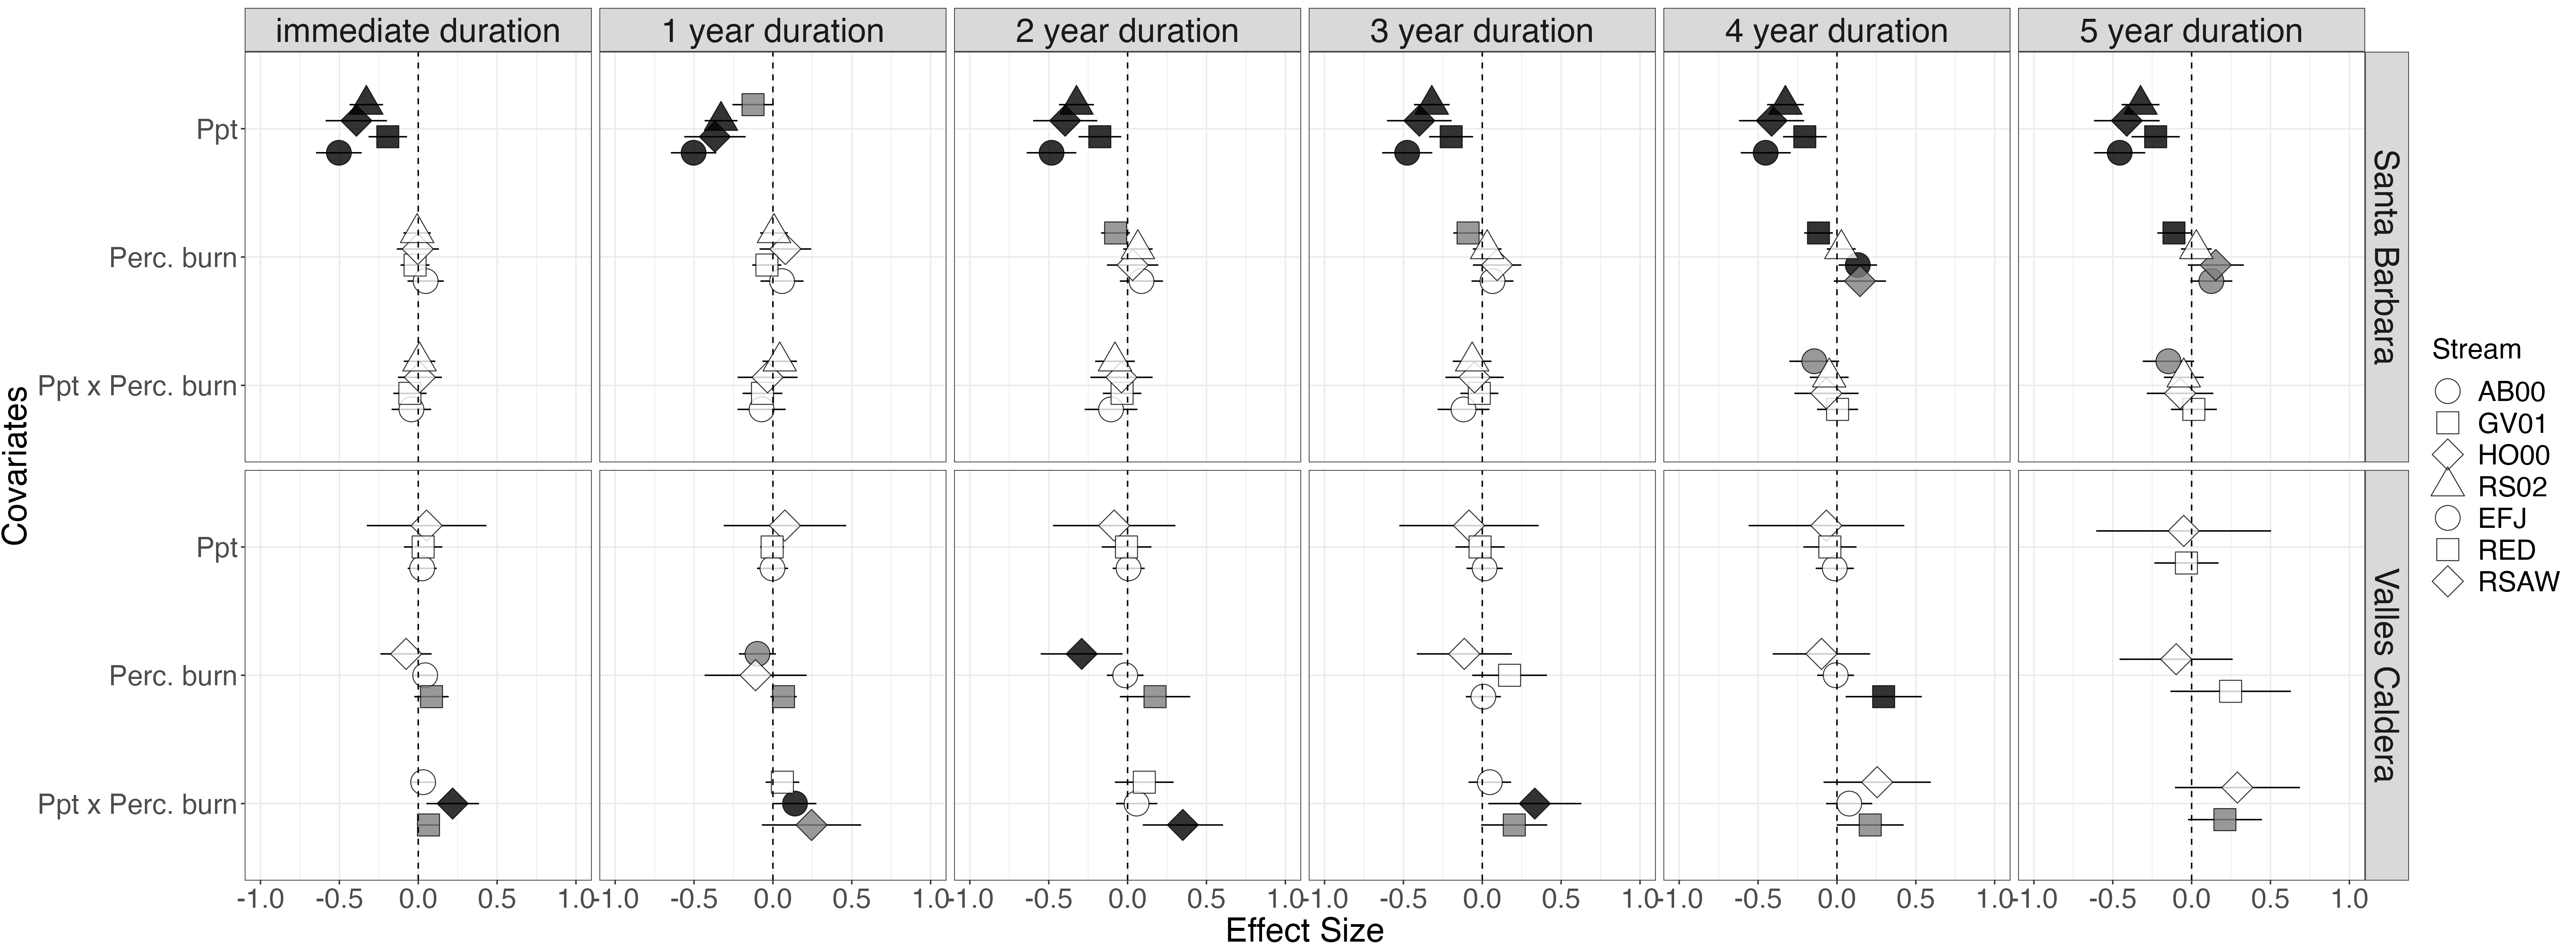 immediate duration
1 year duration
2 year duration
3 year duration
4 year duration
5 year duration
Ppt
Perc. burn
Ppt x Perc. burn
Santa Barbara
Covariates
Ppt
Perc. burn
Ppt x Perc. burn
Valles Caldera
Stream
AB00
GV01
HO00
RS02
EFJ
RED
RSAW
-1.0 -0.5 0.0 0.5 1.0
-1.0 -0.5 0.0 0.5 1.0
-1.0 -0.5 0.0 0.5 1.0
-1.0 -0.5 0.0 0.5 1.0
-1.0 -0.5 0.0 0.5 1.0
-1.0 -0.5 0.0 0.5 1.0
Effect Size